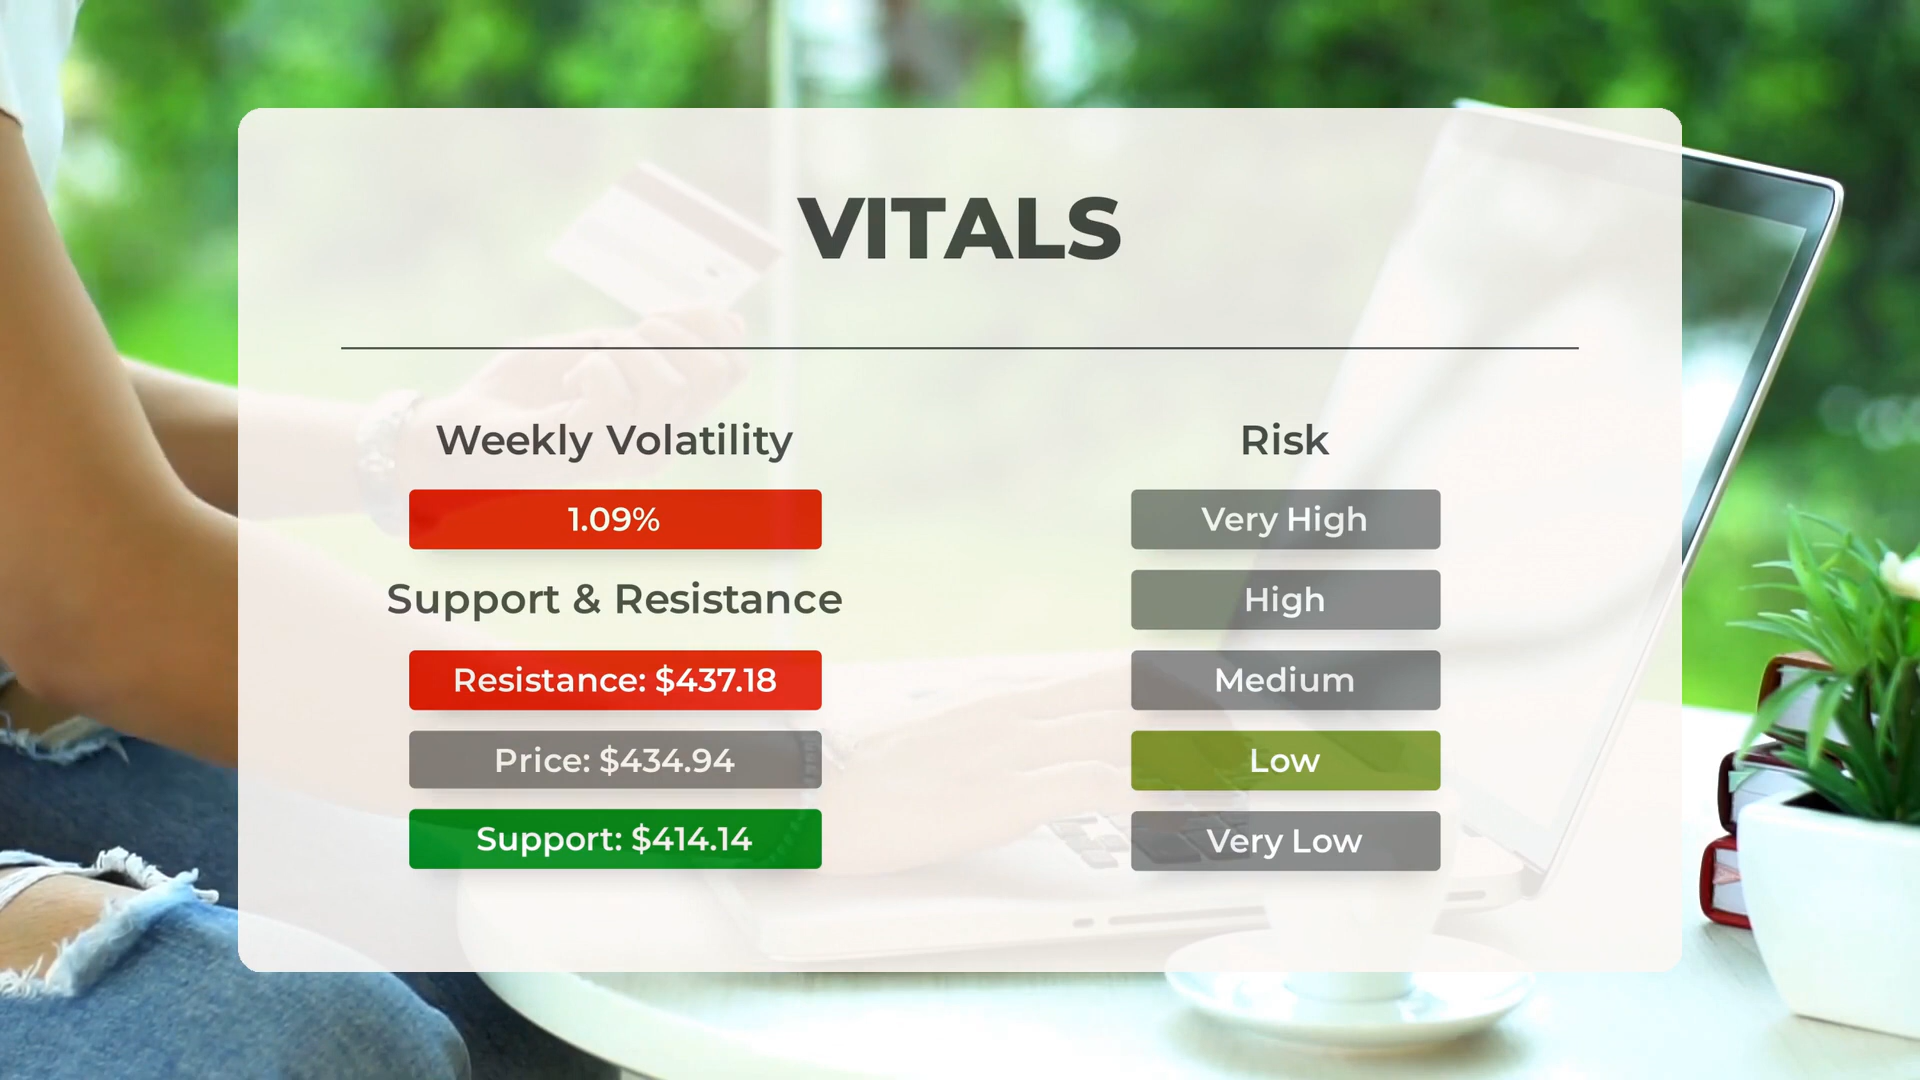 VITALS
Weekly Volatility
1.09%
Support & Resistance
Resistance: $437.18
Price: $434.94
Support: $414.14
Risk
Very High
High
Medium
Low
Very Low